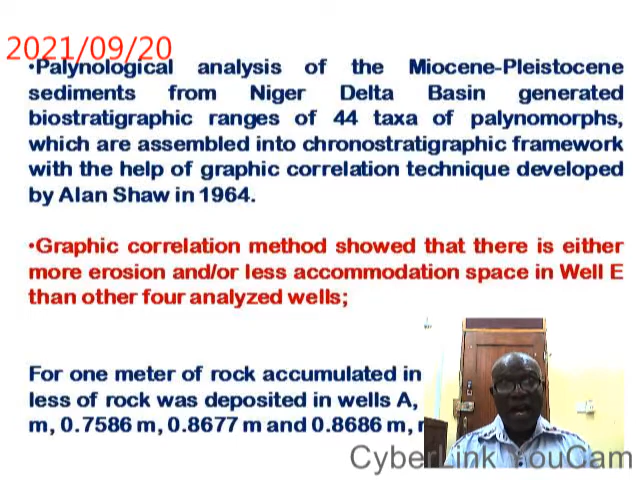 2021/09/20
•Palynological analysis of the Miocene-Pleistocene
sediments from Niger Delta Basin generated
biostratigraphic ranges of 44 taxa of palynomorphs,
which are assembled into chronostratigraphic framework
with the help of graphic correlation technique developed
by Alan Shaw in 1964.
•Graphic correlation method showed that there is either
more erosion and/or less accommodation space in Well E
than other four analyzed wells;
For one meter of rock accumulated in
less of rock was deposited in wells A,
m, 0.7586 m, 0.8677 m and 0.8686 m,
CyberLink YouCam